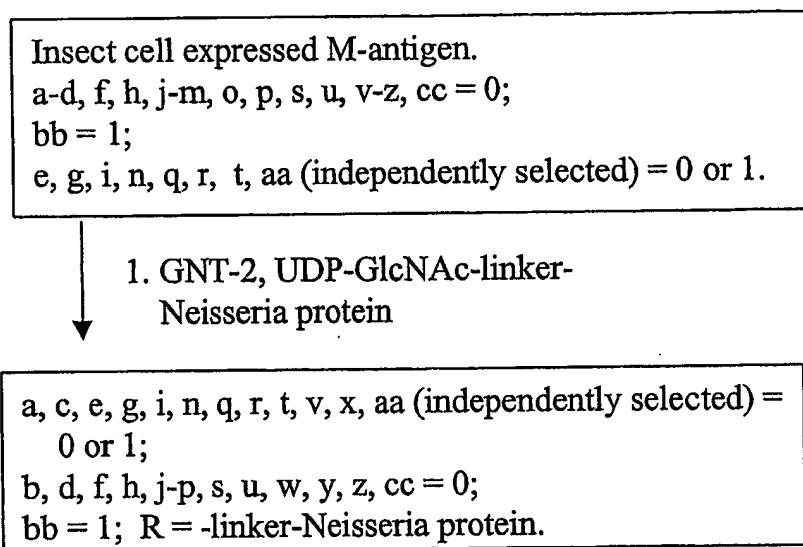 Insect cell expressed M-antigen.
a-d, f, h, j-m, o, p, s, u, v-z, cc = 0;
bb = 1;
e, g, i, n, q, r, t, aa (independently selected) = 0 or 1.
1. GNT-2, UDP-GlcNAc-linker-
Neisseria protein
a, c, e, g, i, n, q, r, t, v, x, aa (independently selected) =
0 or 1;
b, d, f, h, j-p, s, u, w, y, z, cc = 0;
bb = 1; R = -linker-Neisseria protein.